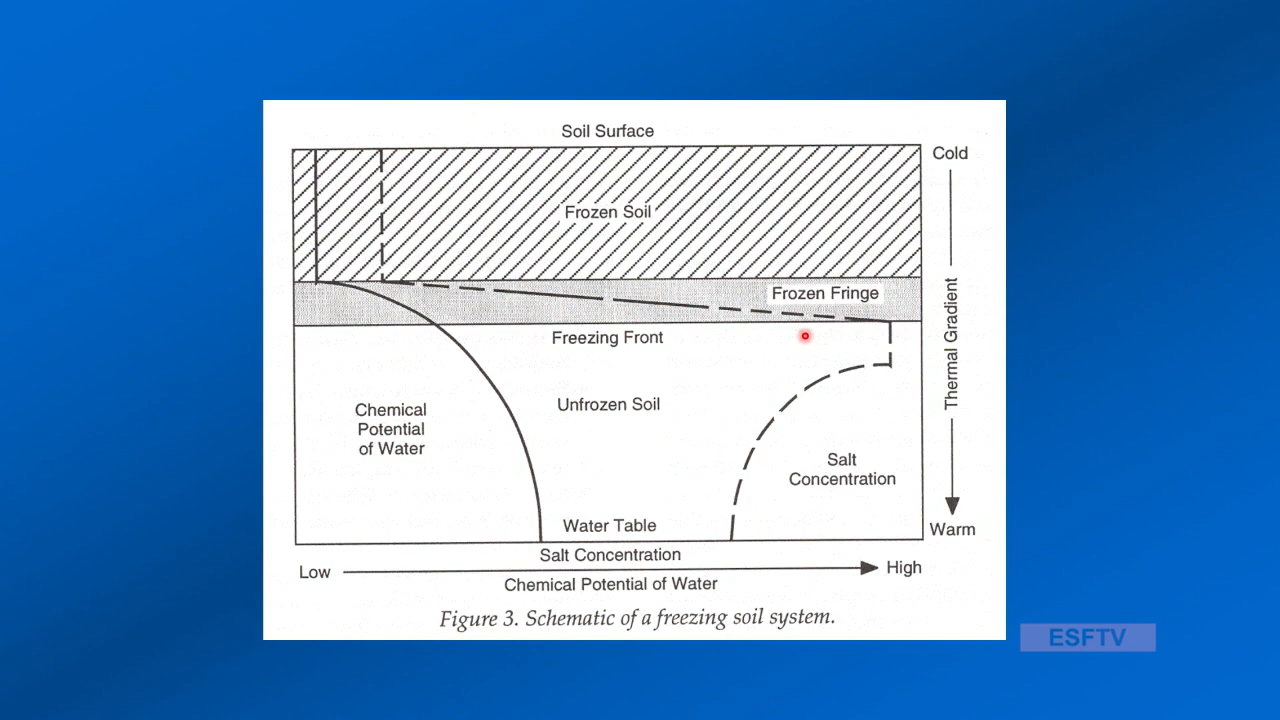 Soil Surface
Cold
Frozen Soil
Frozen Fringe
Thermal Gradient
Freezing Front
Unfrozen Soil
Chemical
Potential
of Water
Salt
Concentration
Water Table
Warm
Salt Concentration
Low
High
Chemical Potential of Water
Figure 3. Schematic of a freezing soil system.
ESFTV